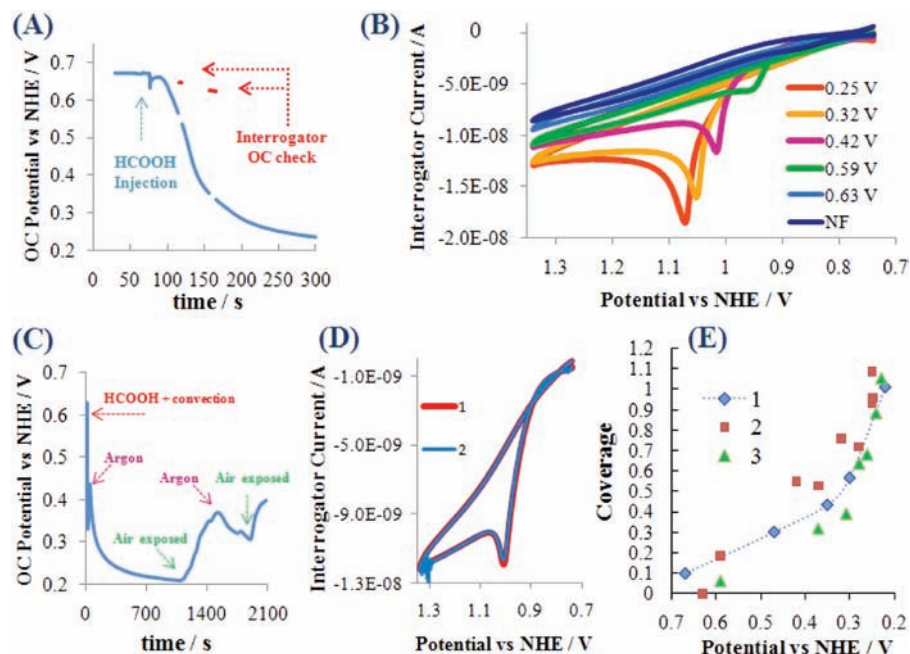 (A)
OC Potential vs NHE / V
0.7
0.6
0.5
0.4
0.3
0.2
HCOOH
Injection
Interrogator
OC check
0 50 100 150 200 250 300
time / s
(B)
Interrogator Current / A
0
-5.0E-09
-1.0E-08
-1.5E-08
-2.0E-08
0.25 V
0.32 V
0.42 V
0.59 V
0.63 V
NF
1.3 1.2 1.1 1 0.9 0.8 0.7
Potential vs NHE / V
(C)
OC Potential vs NHE / V
0.7
0.6
0.5
0.4
0.3
0.2
HCOOH + convection
Argon
Argon
Air exposed
Air exposed
0 700 1400 2100
time / s
(D)
Interrogator Current / A
-1.0E-09
-5.0E-09
-9.0E-09
-1.3E-08
1
2
1.3 1.1 0.9 0.7
Potential vs NHE / V
(E)
Coverage
1.2
1.1
1
0.9
0.8
0.7
0.6
0.5
0.4
0.3
0.2
0.1
0
1
2
3
0.7 0.6 0.5 0.4 0.3 0.2
Potential vs NHE / V